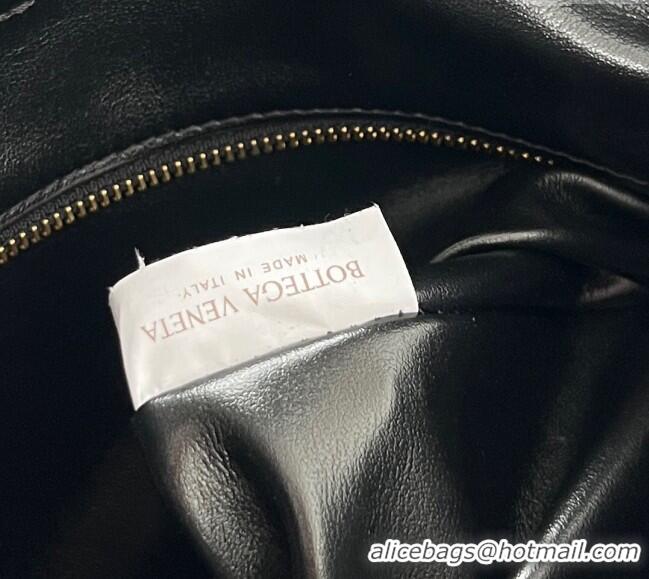 BOTTEGA VENETA
MADE IN ITALY
alicebags@hotmail.com